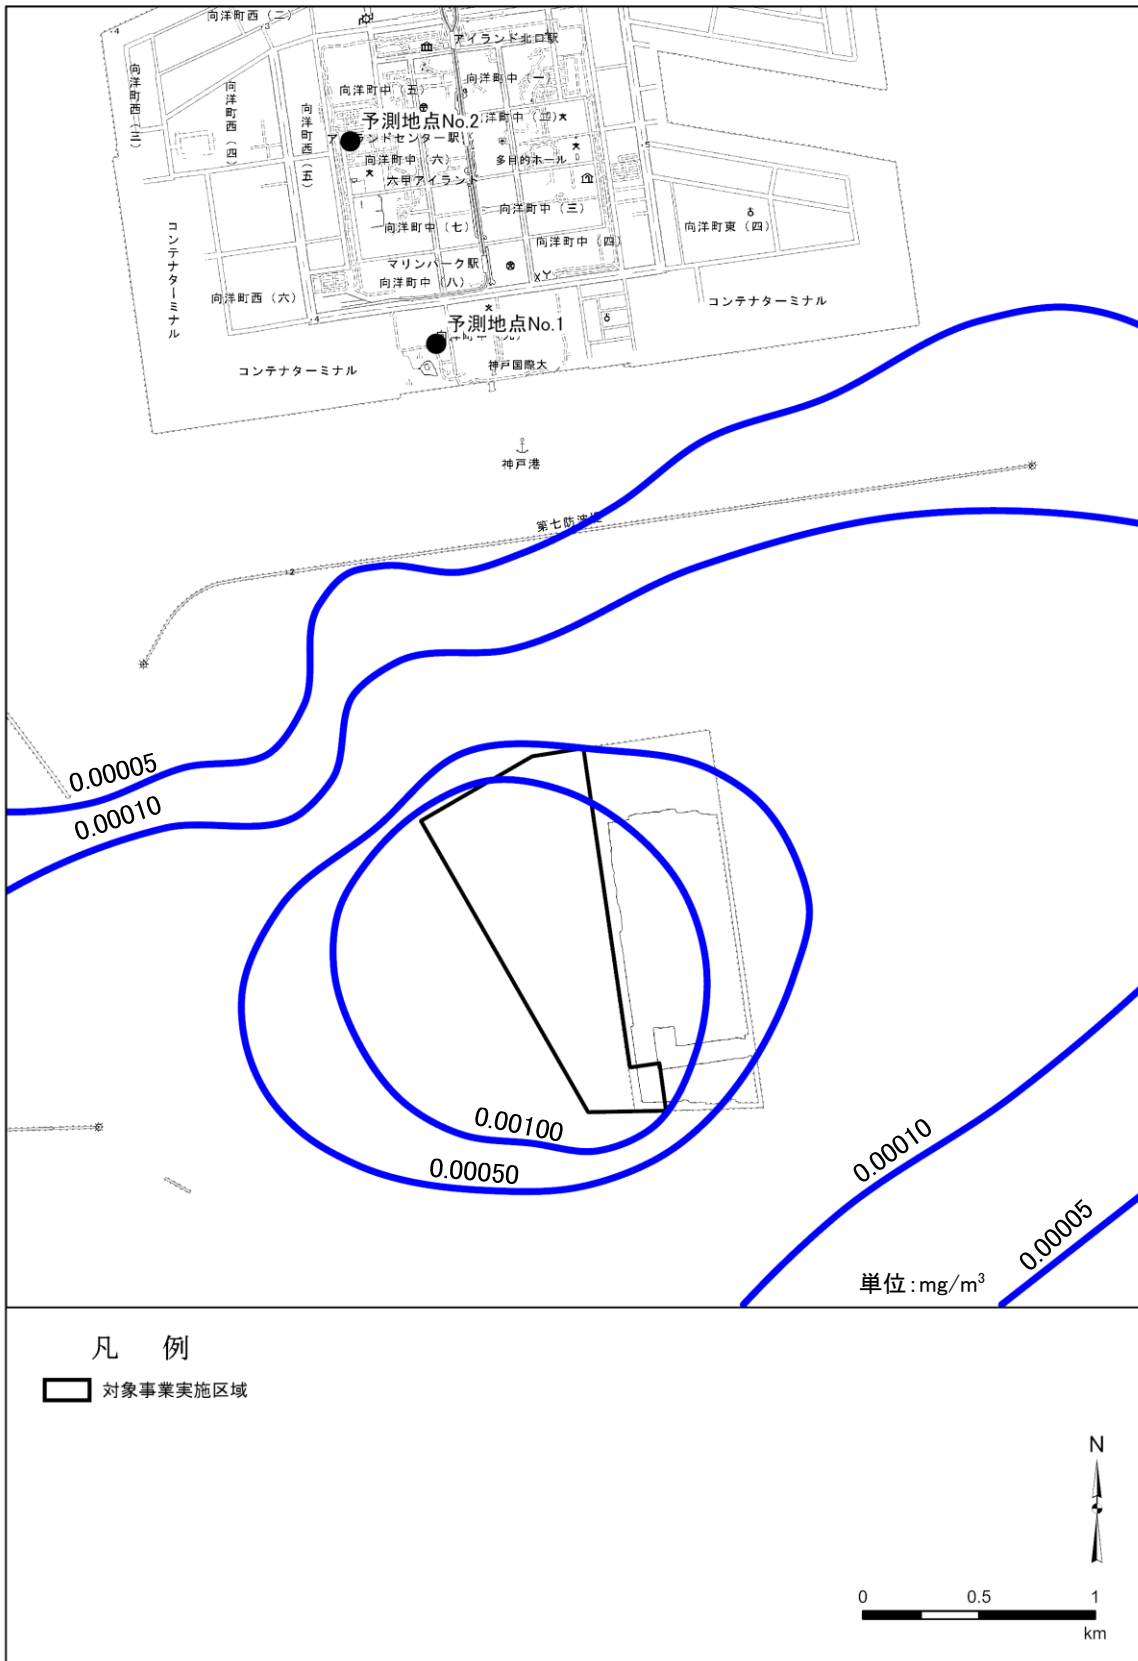 向洋町西（二）
アイランド北口駅
向洋町西（三）
向洋町西（四）
向洋町西（五）
向洋町中（五）
向洋町中（一）
予測地点No.2
向洋町中（六）
多目的ホール
六甲アイランド
向洋町中（三）
向洋町中（七）
向洋町中（四）
向洋町東（四）
マリンパーク駅
向洋町中（八）
コンテナターミナル
向洋町西（六）
コンテナターミナル
予測地点No.1
神戸国際大
コンテナターミナル
神戸港
第七防波堤
0.00005
0.00010
0.00100
0.00050
0.00010
0.00005
単位:mg/m³
凡 例
対象事業実施区域
N
0 0.5 1
km